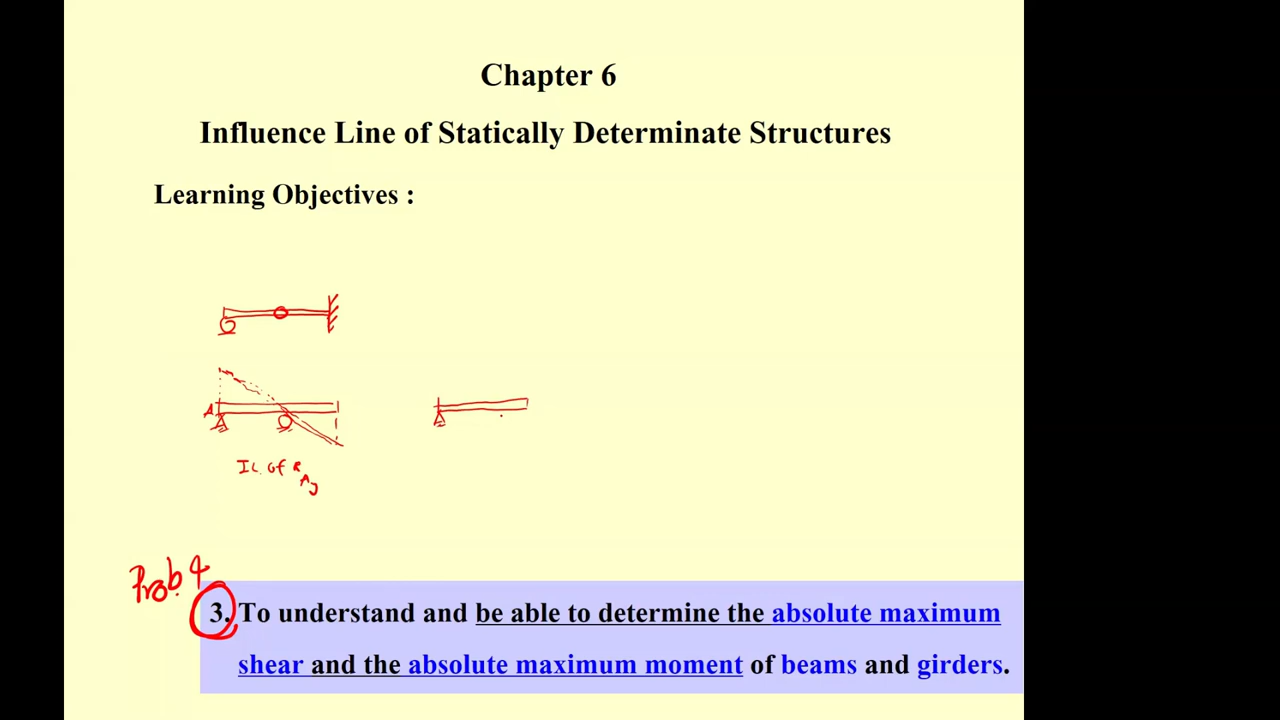 Chapter 6
Influence Line of Statically Determinate Structures
Learning Objectives :
A
IL of R
Ay
Prob 4
3. To understand and be able to determine the absolute maximum
shear and the absolute maximum moment of beams and girders.